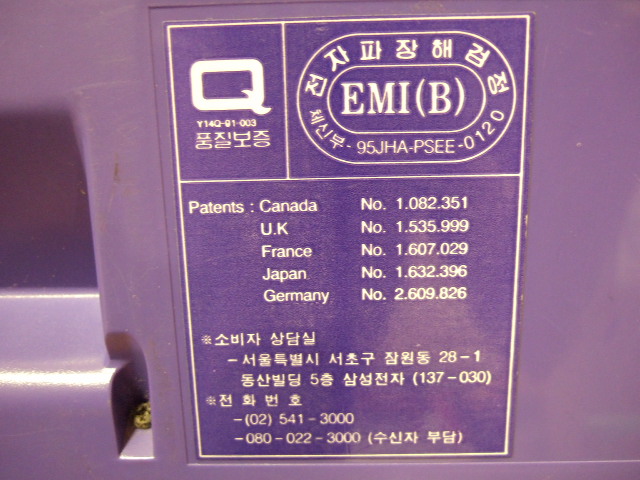 Q
Y14Q-91-003
품질보증
전자파장해검정
EMI(B)
체신부-95JHA-PSEE-0120
Patents : Canada No. 1.082.351
U.K No. 1.535.999
France No. 1.607.029
Japan No. 1.632.396
Germany No. 2.609.826
※소비자 상담실
-서울특별시 서초구 잠원동 28-1
동산빌딩 5층 삼성전자 (137-030)
※전 화 번 호
-(02) 541-3000
-080-022-3000 (수신자 부담)